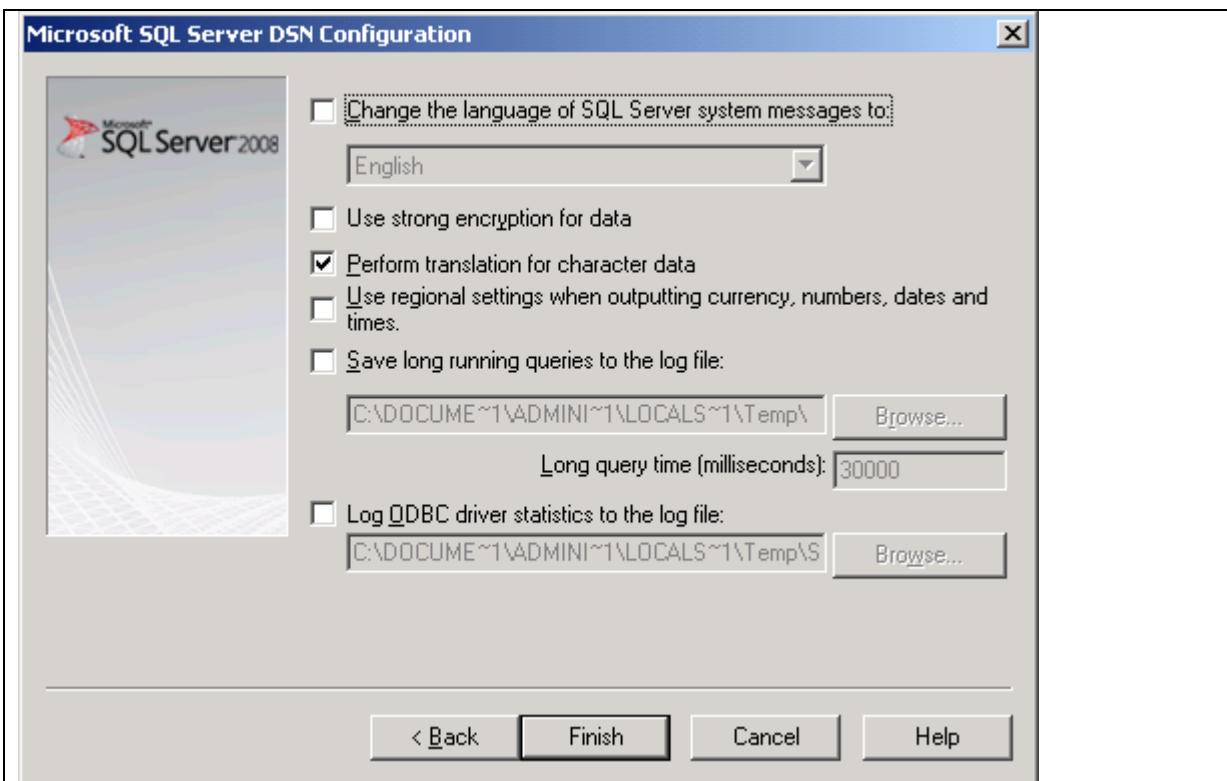 Microsoft SQL Server DSN Configuration
Microsoft
SQL Server 2008
Change the language of SQL Server system messages to:
English
Use strong encryption for data
Perform translation for character data
Use regional settings when outputting currency, numbers, dates and
times.
Save long running queries to the log file:
C:\DOCUME~1\ADMINI~1\LOCALS~1\Temp\ Browse...
Long query time (milliseconds): 30000
Log ODBC driver statistics to the log file:
C:\DOCUME~1\ADMINI~1\LOCALS~1\Temp\S Browse...
< Back Finish Cancel Help